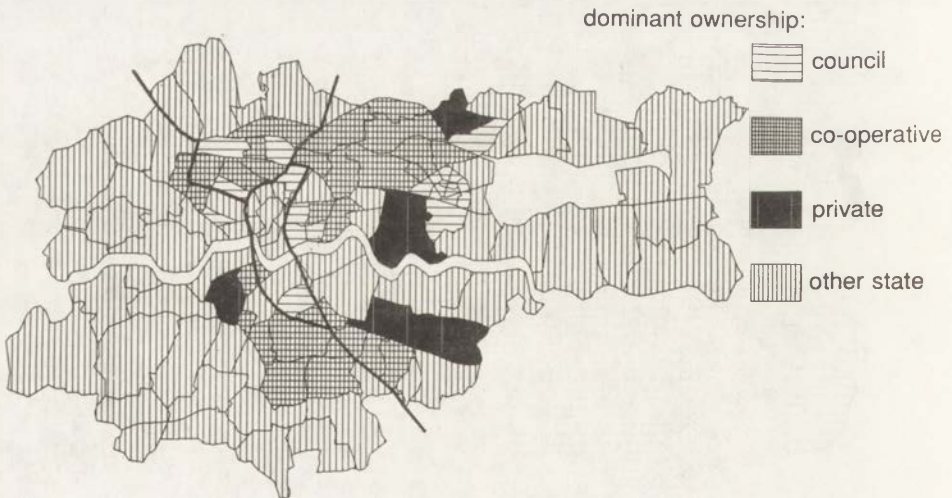 dominant ownership:
council
co-operative
private
other state